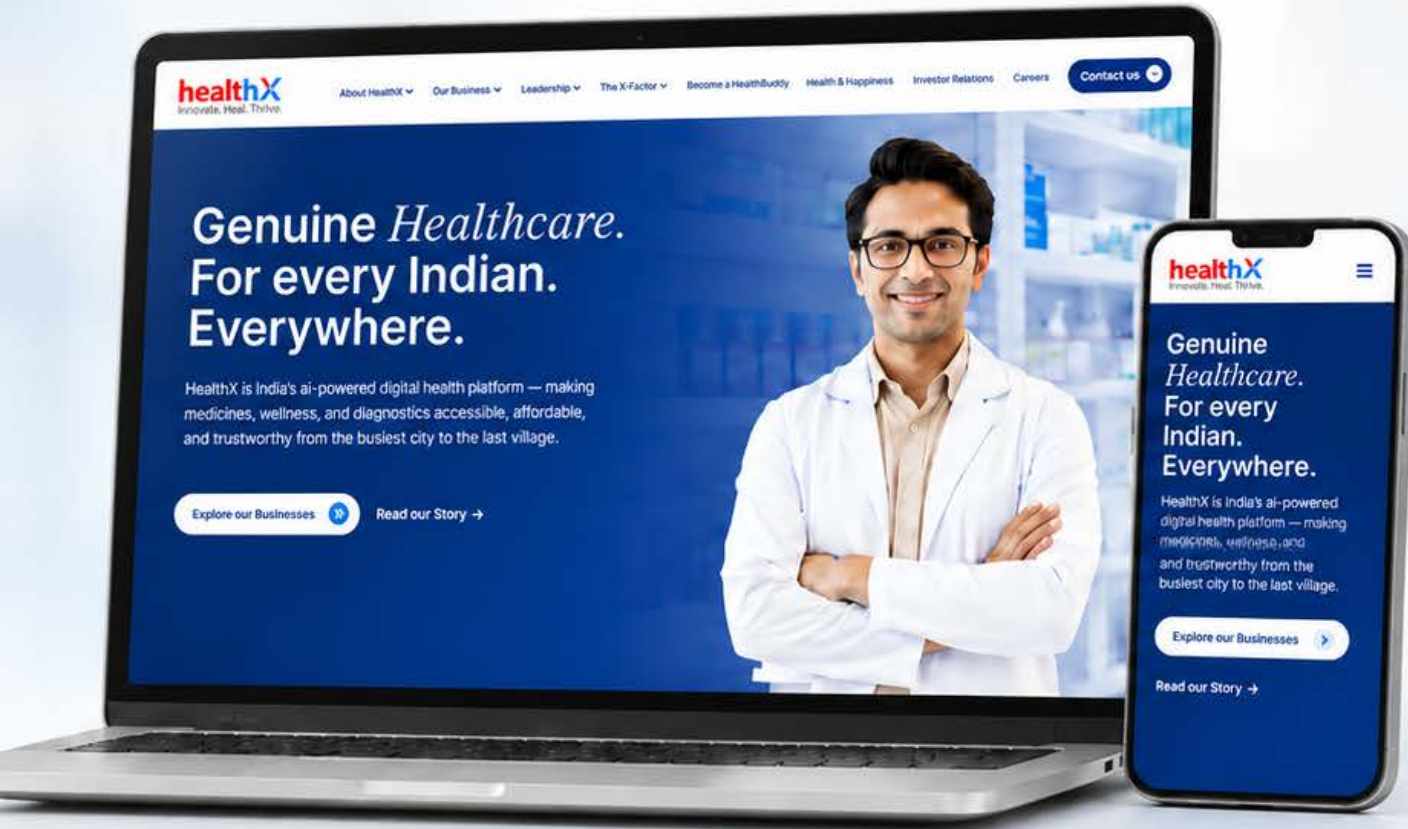 healthX
Innovate. Heal. Thrive.
About HealthX
Our Business
Leadership
The X-Factor
Become a HealthBuddy
Health & Happiness
Investor Relations
Careers
Contact us
Genuine Healthcare.
For every Indian.
Everywhere.
HealthX is India's ai-powered digital health platform — making
medicines, wellness, and diagnostics accessible, affordable,
and trustworthy from the busiest city to the last village.
Explore our Businesses
Read our Story →
healthX
Innovate. Heal. Thrive.
Genuine
Healthcare.
For every
Indian.
Everywhere.
HealthX is India's ai-powered
digital health platform — making
and
and trustworthy from the
busiest city to the last village.
Explore our Businesses
Read our Story →